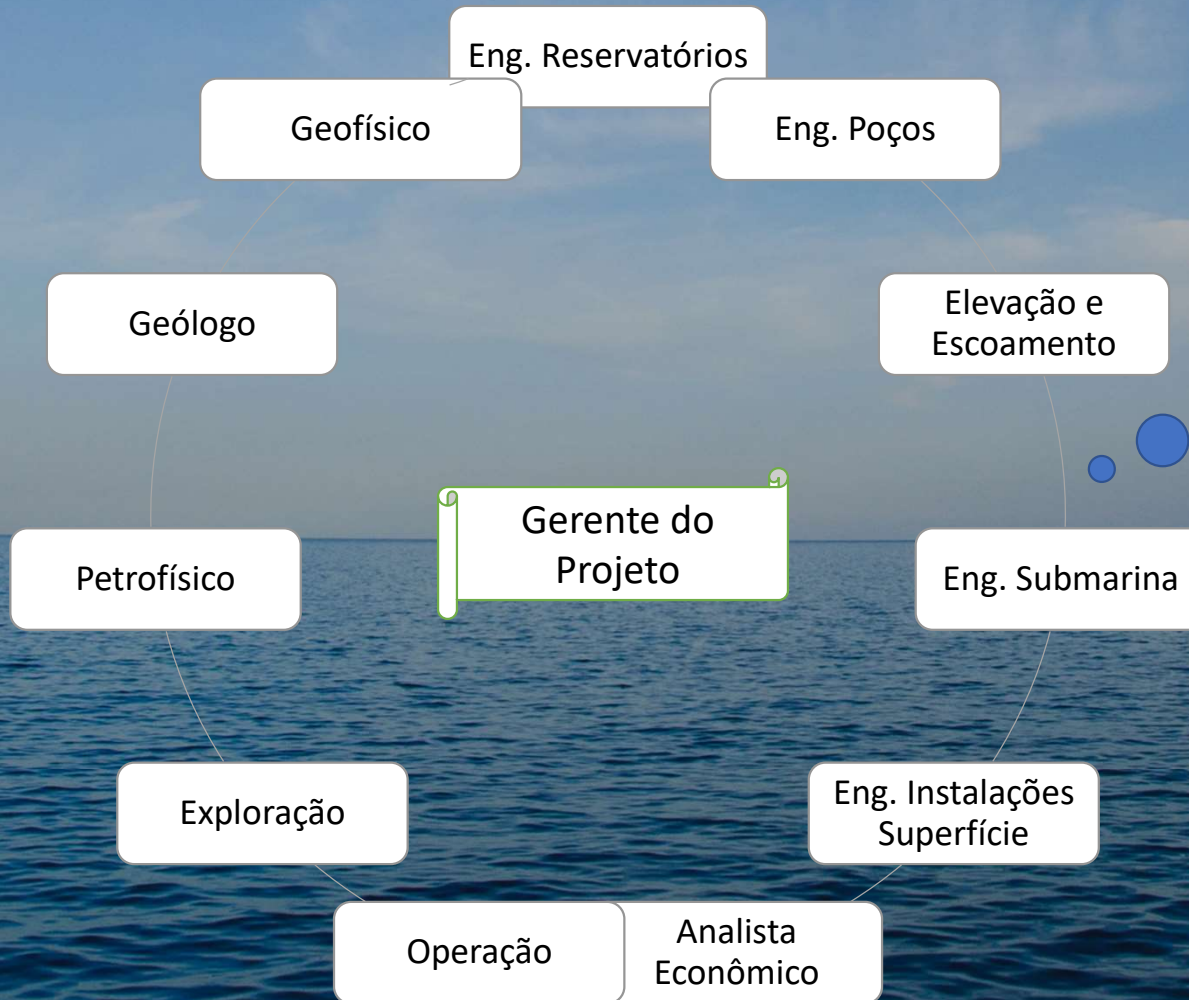 Eng. Reservatórios
Geofísico
Eng. Poços
Geólogo
Elevação e
Escoamento
Gerente do
Projeto
Petrofísico
Eng. Submarina
Exploração
Eng. Instalações
Superfície
Operação
Analista
Econômico